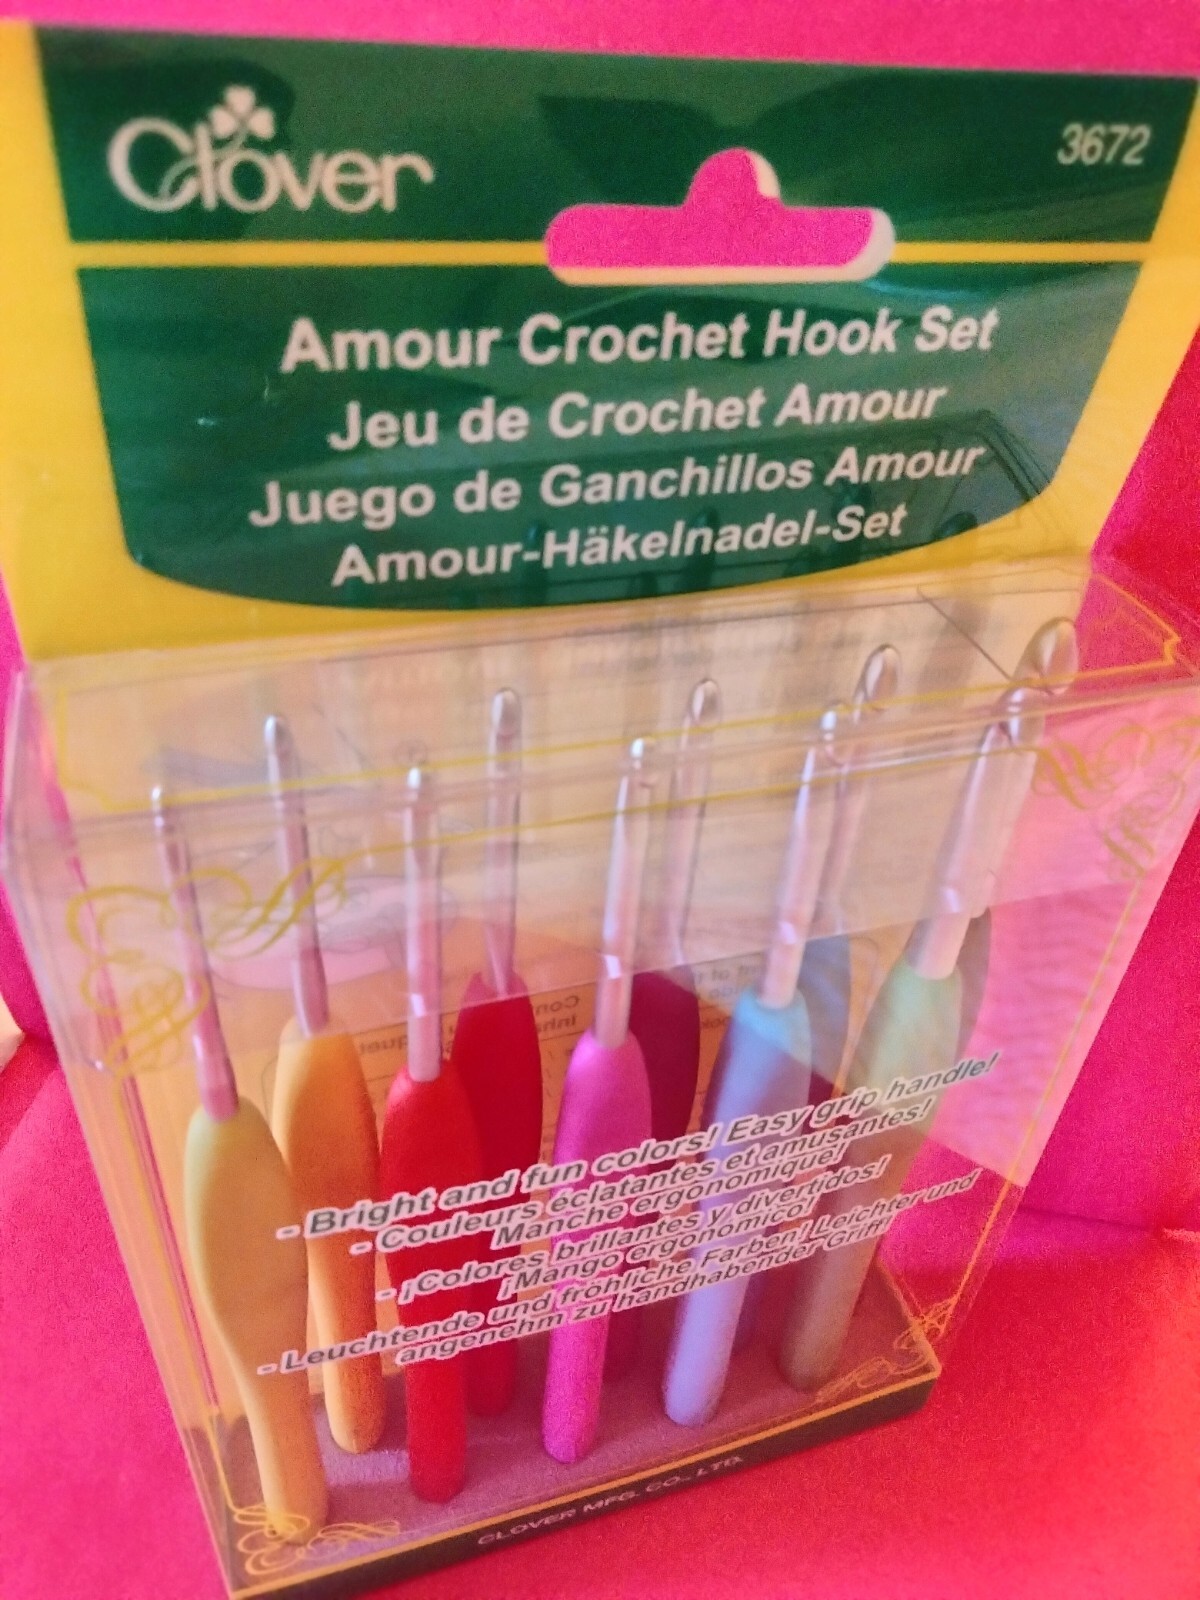 Clover
3672
Amour Crochet Hook Set
Jeu de Crochet Amour
Juego de Ganchillos Amour
Amour-Häkelnadel-Set
- Bright and fun colors! Easy grip handle!
- Couleurs éclatantes et amusantes!
Manche ergonomique!
- ¡Colores brillantes y divertidos!
¡Mango ergonomico!
- Leuchtende und fröhliche Farben! Leichter und
angenehm zu handhabender Griff!
CLOVER MFG. CO., LTD.